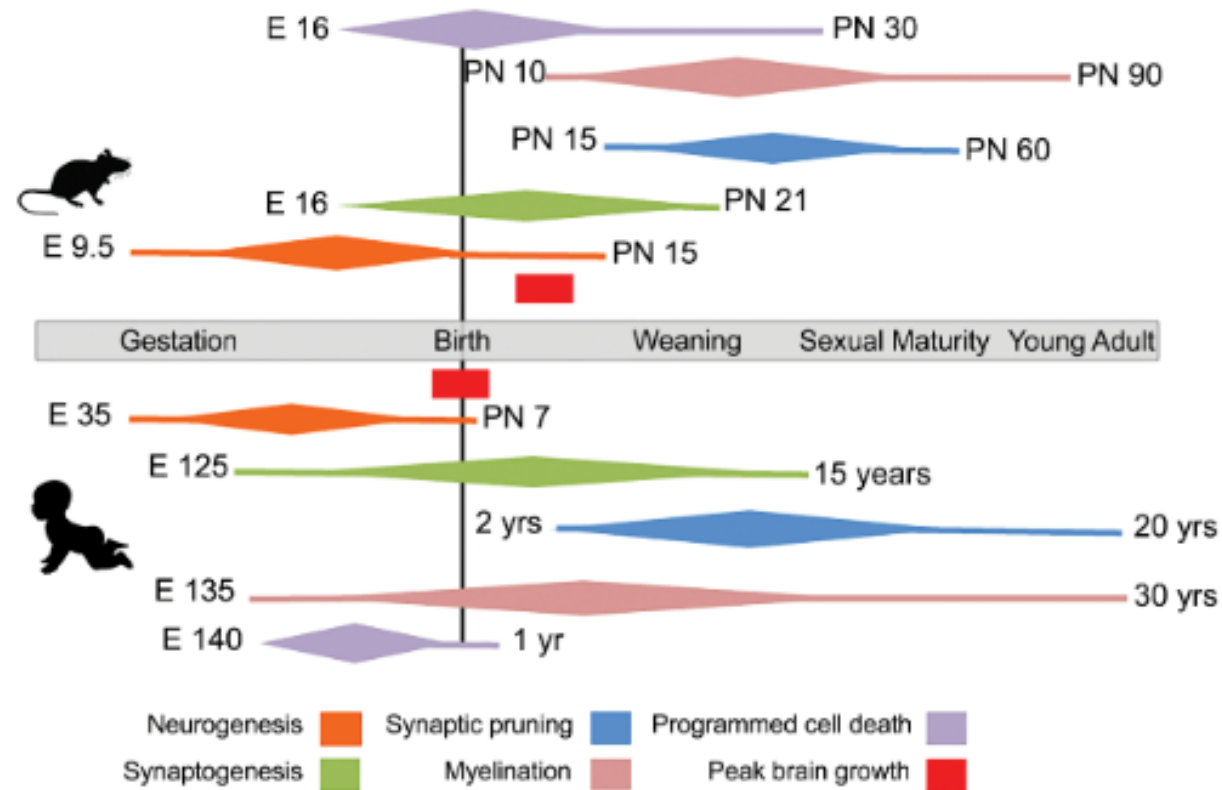 E 16 PN 30
PN 10 PN 90
PN 15 PN 60
E 16 PN 21
E 9.5 PN 15
Gestation Birth Weaning Sexual Maturity Young Adult
E 35 PN 7
E 125 15 years
2 yrs 20 yrs
E 135 30 yrs
E 140 1 yr
Neurogenesis Synaptic pruning Programmed cell death
Synaptogenesis Myelination Peak brain growth